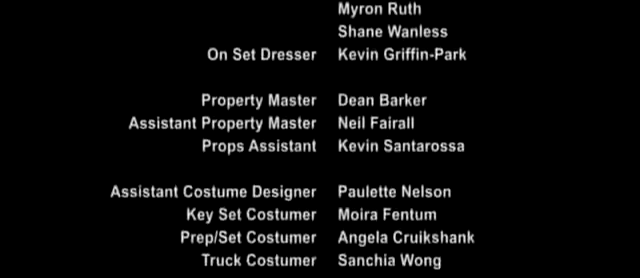 Myron Ruth
Shane Wanless
On Set Dresser Kevin Griffin-Park
Property Master Dean Barker
Assistant Property Master Neil Fairall
Props Assistant Kevin Santarossa
Assistant Costume Designer Paulette Nelson
Key Set Costumer Moira Fentum
Prep/Set Costumer Angela Cruikshank
Truck Costumer Sanchia Wong